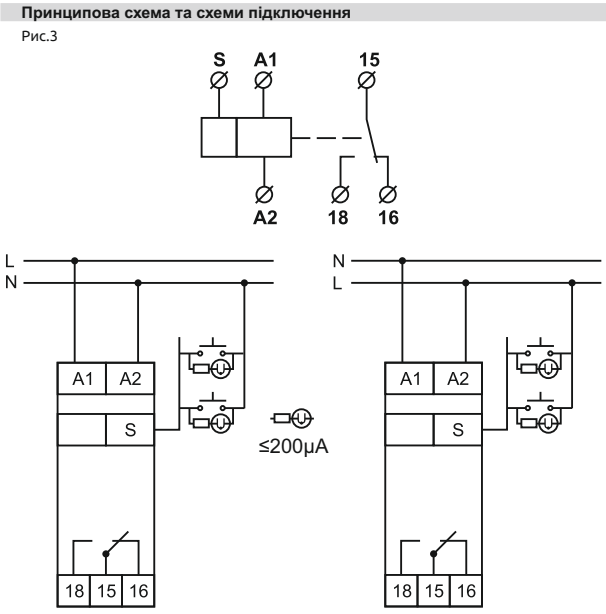 Принципова схема та схеми підключення
Рис.3
S A1 15
A2 18 16
L
N
A1 A2
S
18 15 16
≤200μA
N
L
A1 A2
S
18 15 16